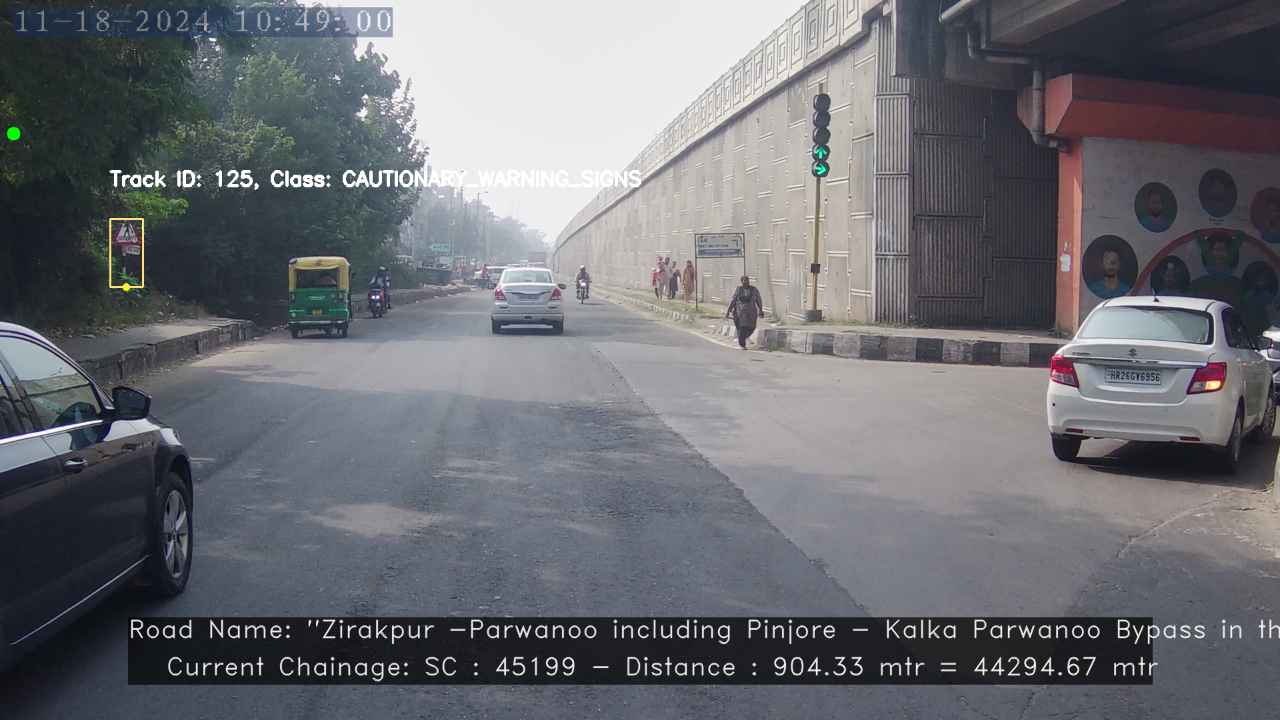 11-18-2024 10:49:00
Track ID: 125, Class: CAUTIONARY_WARNING_SIGNS
HR26GV6956
Road Name: "Zirakpur -Parwanoo including Pinjore - Kalka Parwanoo Bypass in th
Current Chainage: SC : 45199 - Distance : 904.33 mtr = 44294.67 mtr